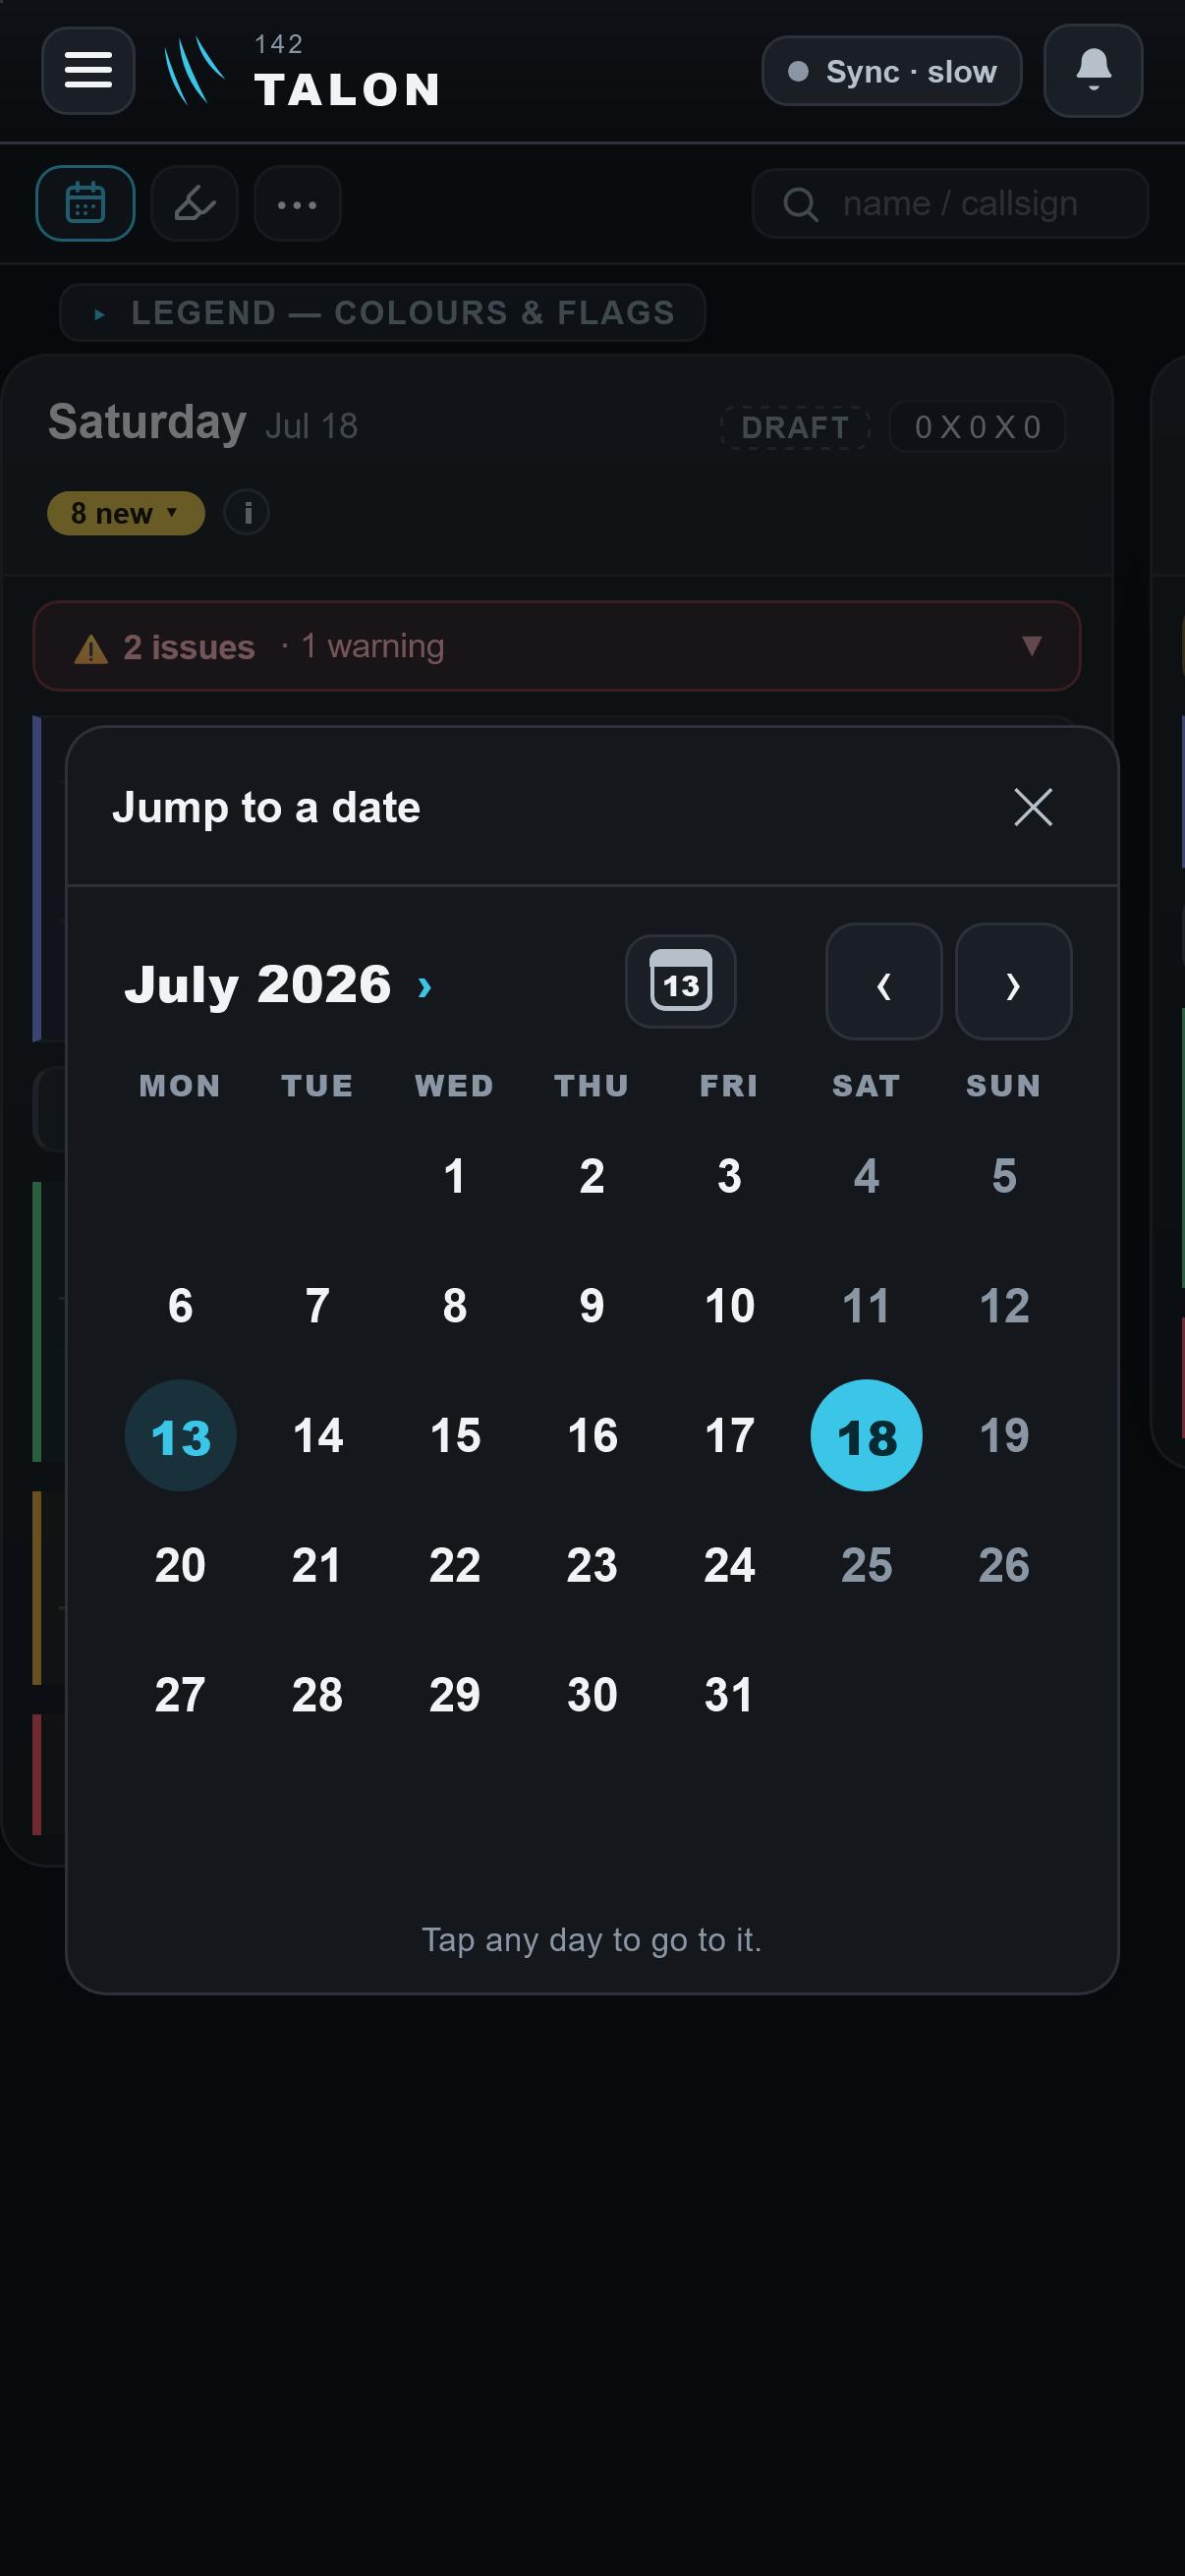 142
TALON
Sync · slow
name / callsign
▸ LEGEND — COLOURS & FLAGS
Saturday Jul 18
DRAFT
0 X 0 X 0
8 new ▾
i
2 issues · 1 warning ▼
Jump to a date
July 2026 ›
13
‹ ›
MON TUE WED THU FRI SAT SUN
1 2 3 4 5
6 7 8 9 10 11 12
13 14 15 16 17 18 19
20 21 22 23 24 25 26
27 28 29 30 31
Tap any day to go to it.